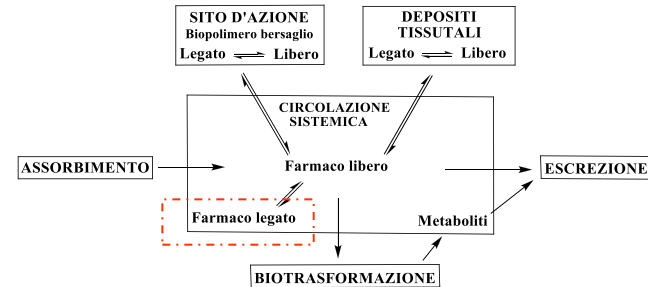 SITO D'AZIONE
Biopolimero bersaglio
Legato Libero
DEPOSITI
TISSUTALI
Legato Libero
CIRCOLAZIONE
SISTEMICA
ASSORBIMENTO
Farmaco libero
ESCREZIONE
Farmaco legato
Metaboliti
BIOTRASFORMAZIONE